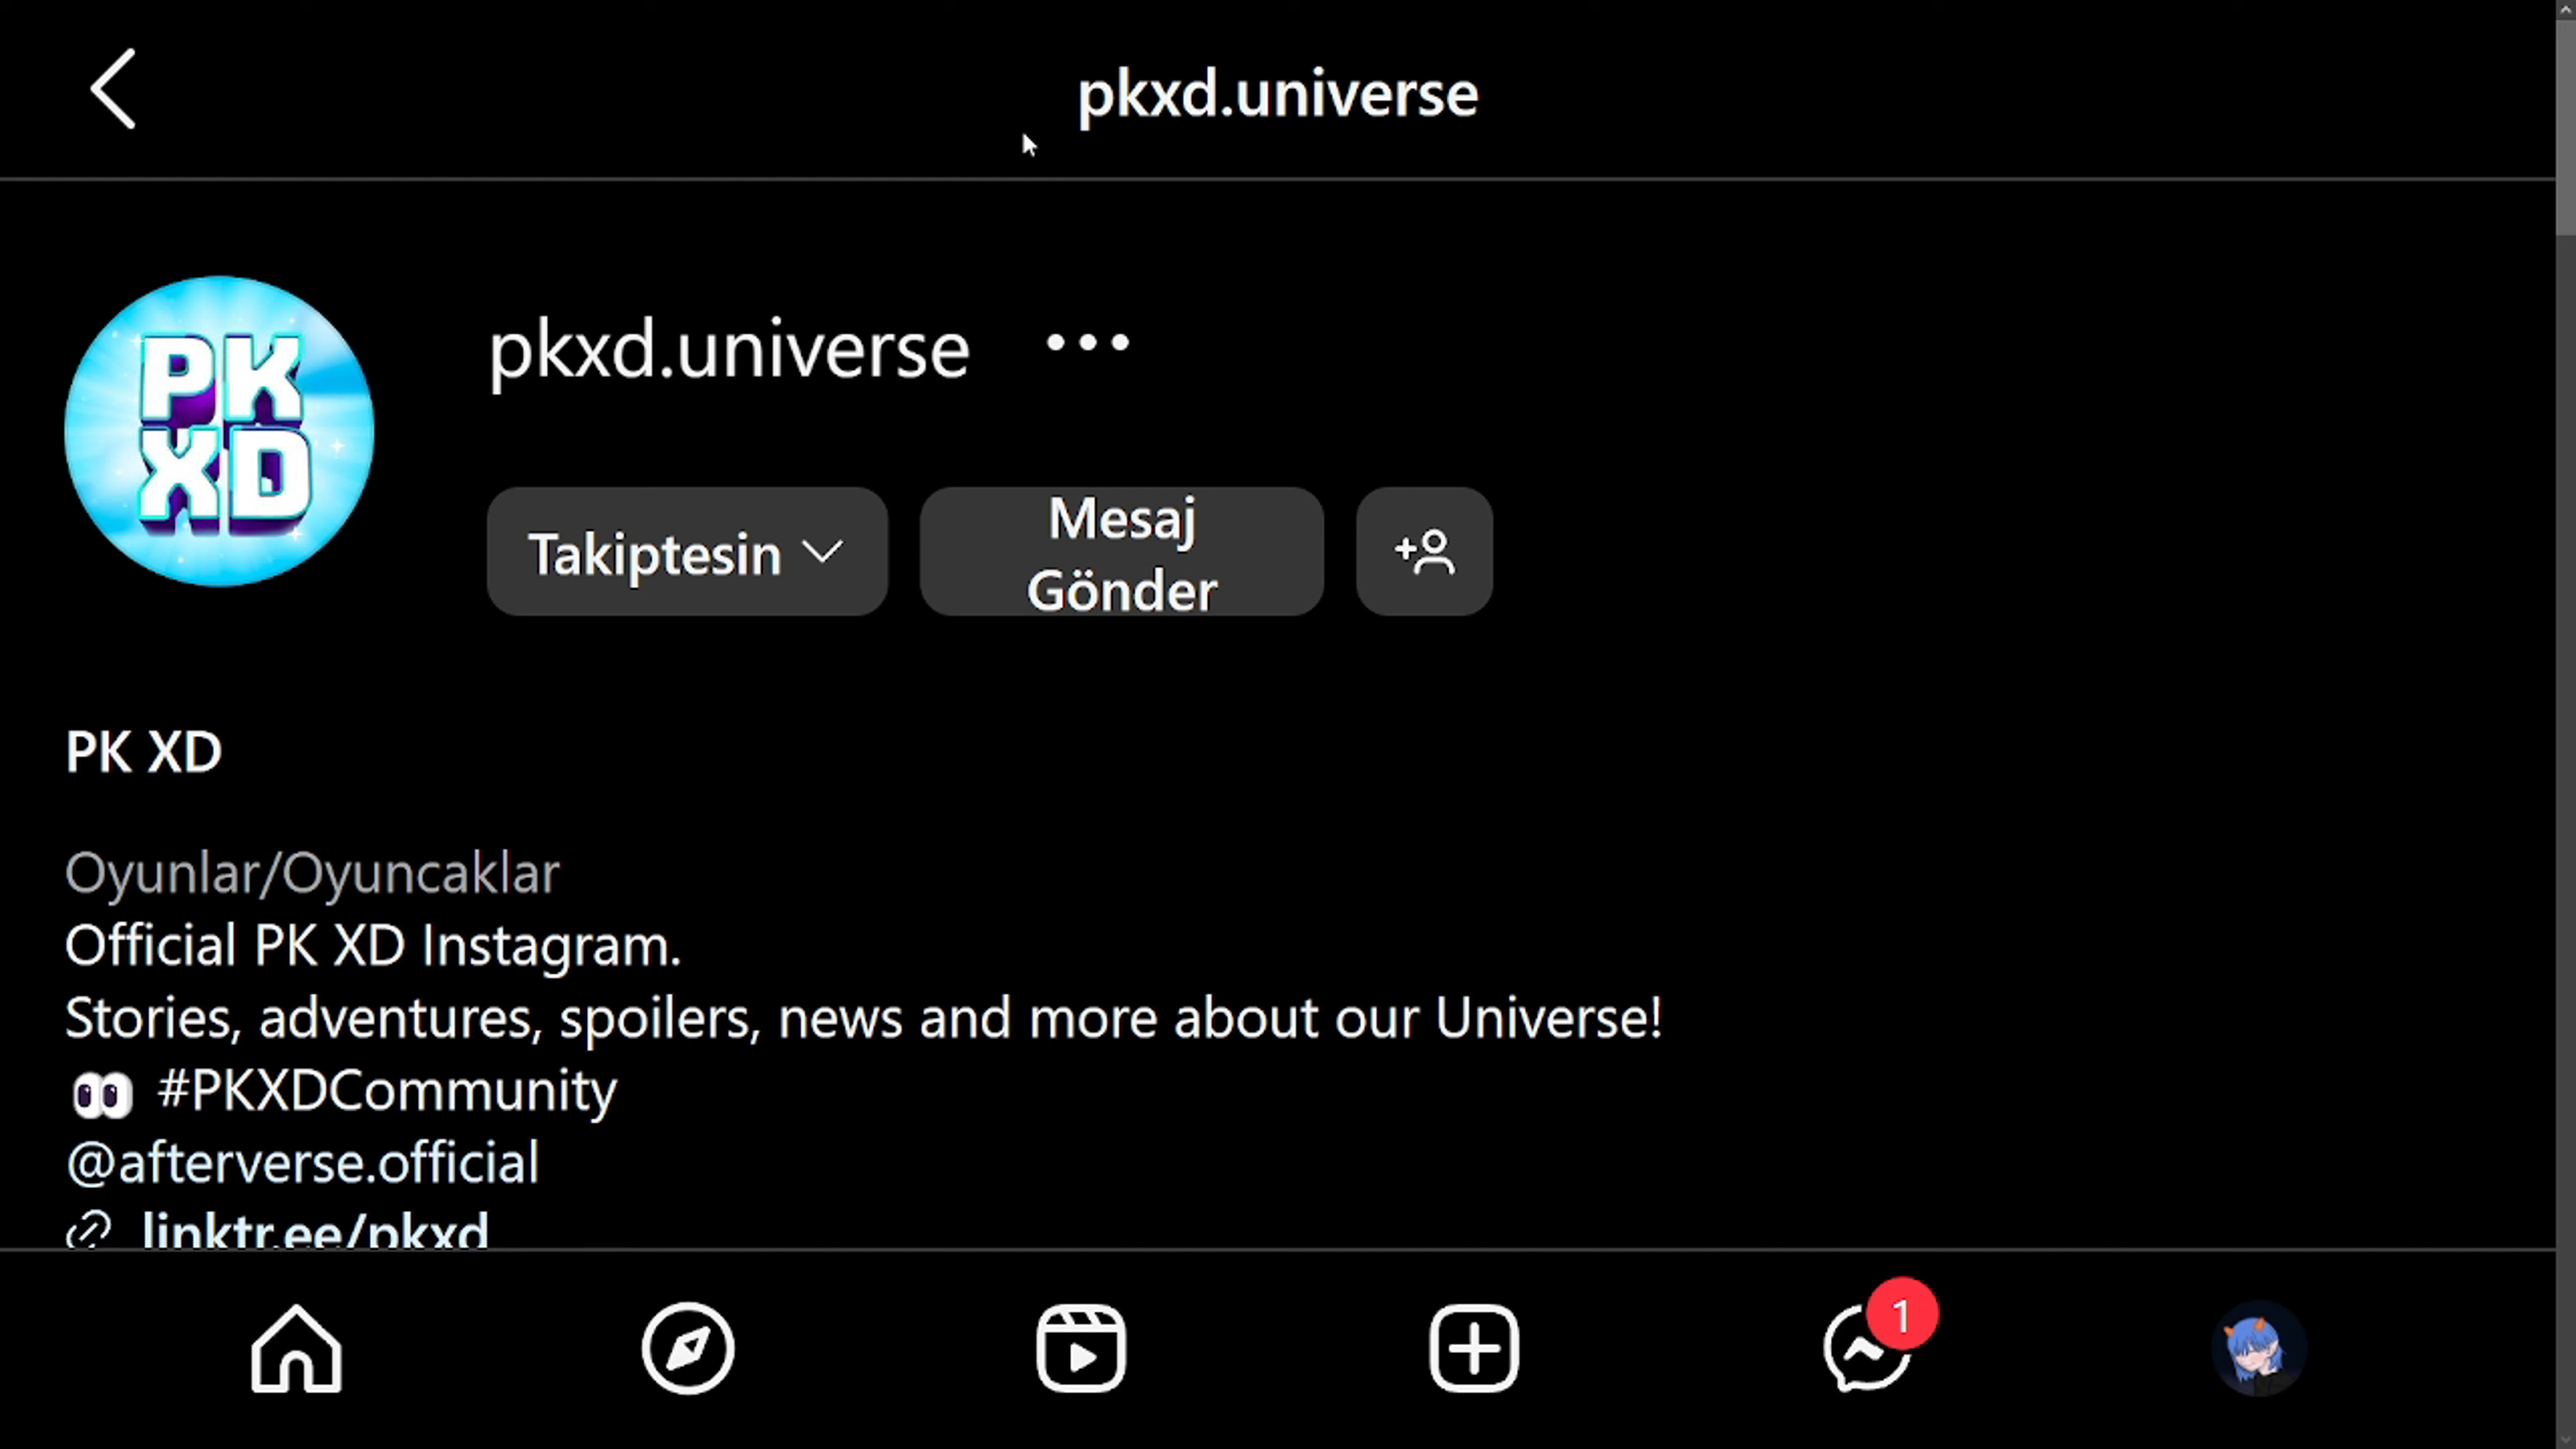 pkxd.universe
PK
XD
pkxd.universe
Takiptesin
Mesaj
Gönder
PK XD
Oyunlar/Oyuncaklar
Official PK XD Instagram.
Stories, adventures, spoilers, news and more about our Universe!
👀 #PKXDCommunity
@afterverse.official
linktr.ee/pkxd
1